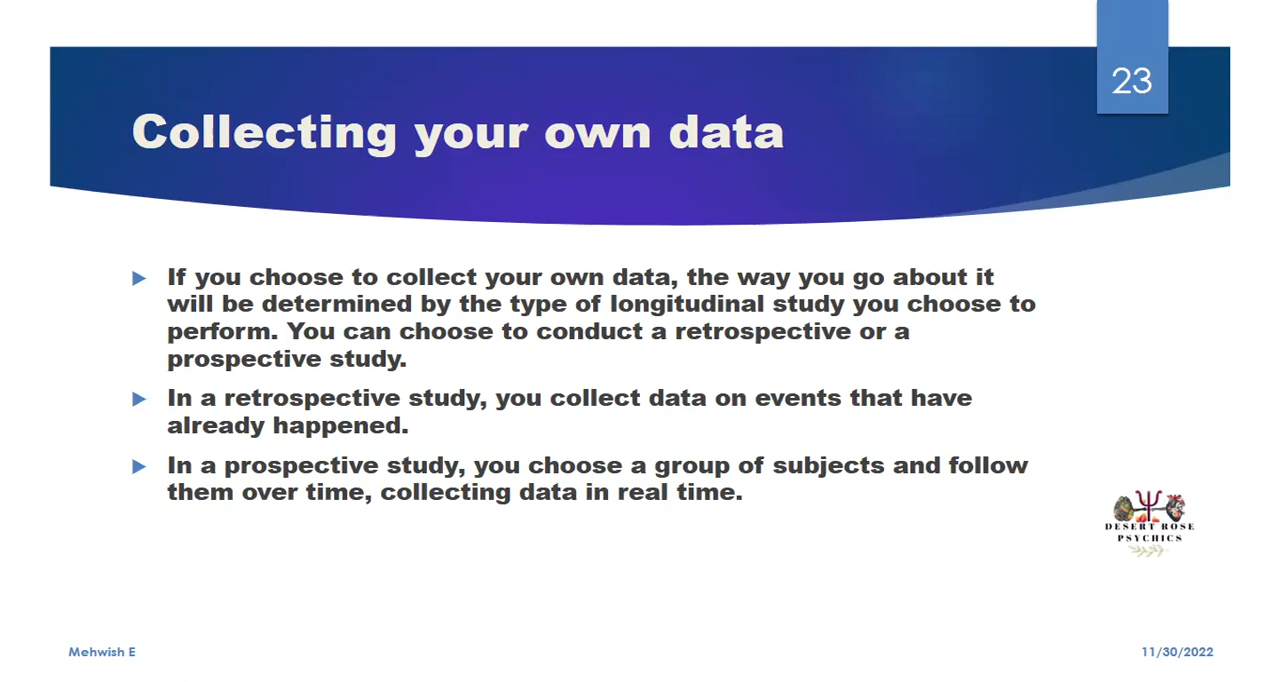 23
Collecting your own data
If you choose to collect your own data, the way you go about it
will be determined by the type of longitudinal study you choose to
perform. You can choose to conduct a retrospective or a
prospective study.
In a retrospective study, you collect data on events that have
already happened.
In a prospective study, you choose a group of subjects and follow
them over time, collecting data in real time.
DESERT ROSE
PSYCHICS
Mehwish E
11/30/2022